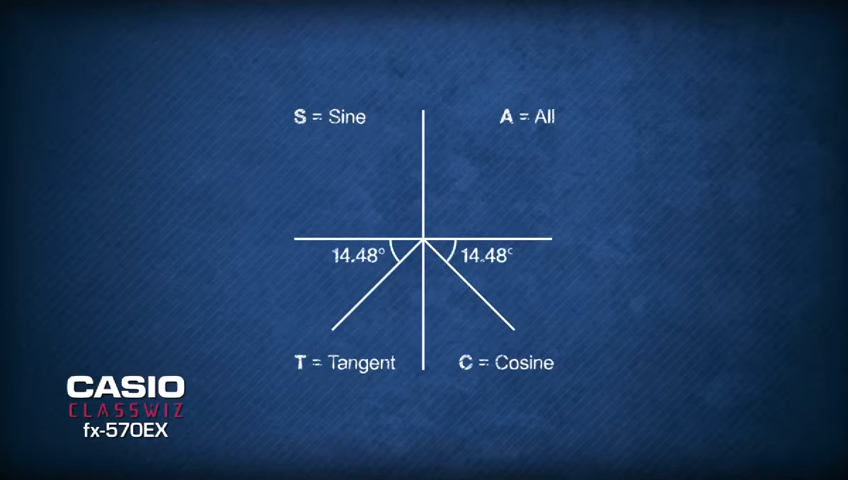 S = Sine
A = All
14.48°
14.48°
T = Tangent
C = Cosine
CASIO
CLASSWIZ
fx-570EX